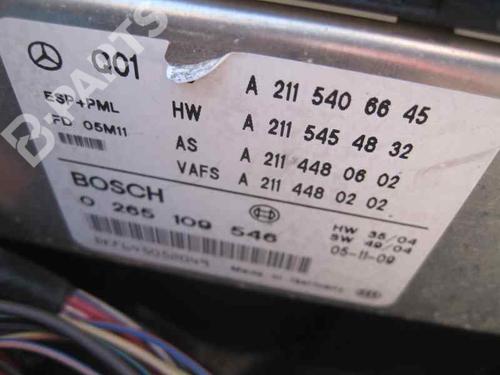 Q01 A 211 540 66 45
ESP+PML HW A 211 545 48 32
FD 05M11 AS A 211 448 06 02
VAFS A 211 448 02 02
BOSCH
0 265 109 546
HW 35/04
SW 49/04
05-11-09
Made in Germany
B-PARTS